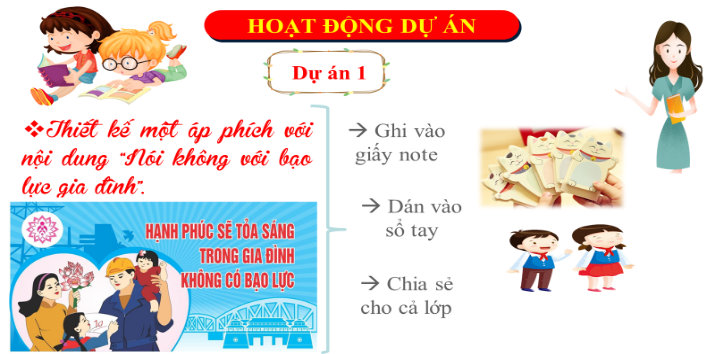 HOẠT ĐỘNG DỰ ÁN
Dự án 1
❖Thiết kế một áp phích với
nội dung "Nói không với bạo
lực gia đình".
HẠNH PHÚC SẼ TỎA SÁNG
TRONG GIA ĐÌNH
KHÔNG CÓ BẠO LỰC
10
→ Ghi vào
giấy note
→ Dán vào
sổ tay
→ Chia sẻ
cho cả lớp